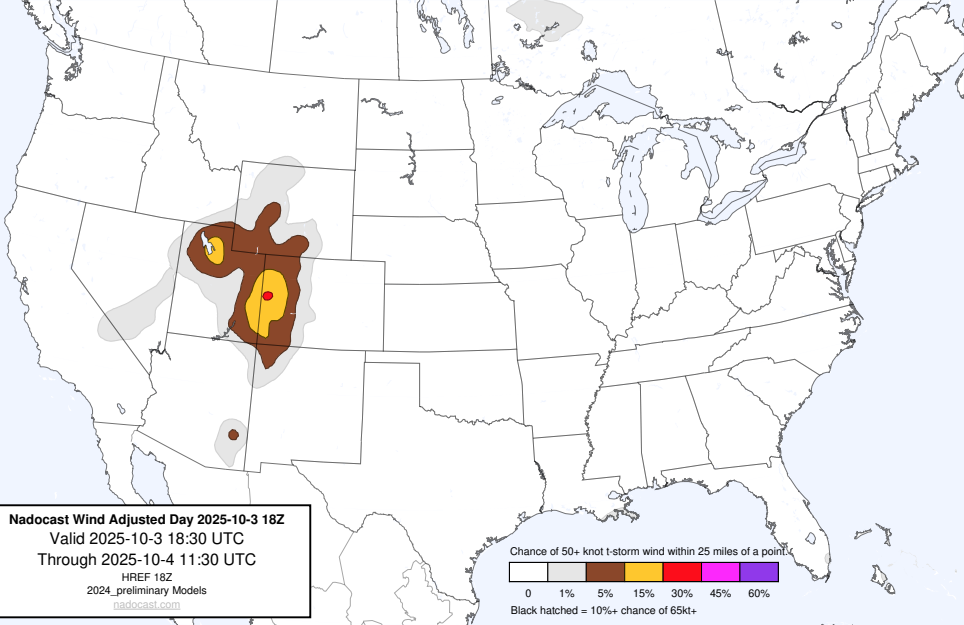 Nadocast Wind Adjusted Day 2025-10-3 18Z
Valid 2025-10-3 18:30 UTC
Through 2025-10-4 11:30 UTC
HREF 18Z
2024_preliminary Models
nadocast.com
Chance of 50+ knot t-storm wind within 25 miles of a point.
0 1% 5% 15% 30% 45% 60%
Black hatched = 10%+ chance of 65kt+